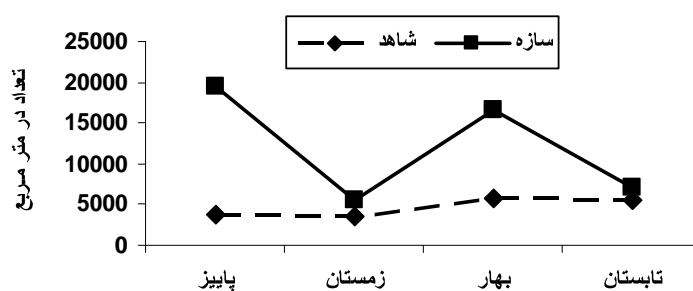 شاهد سازه
تعداد در متر مربع
25000
20000
15000
10000
5000
0
پاییز زمستان بهار تابستان